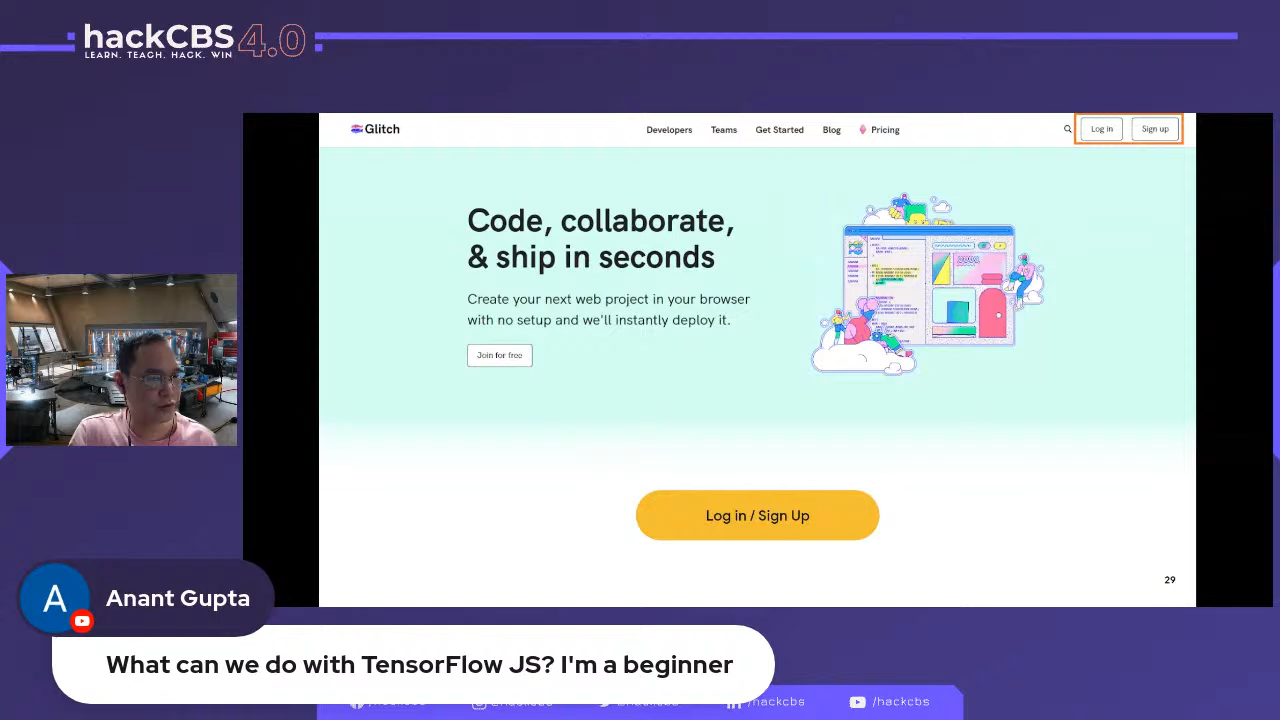 hackCBS 4.0
LEARN. TEACH. HACK. WIN
Glitch
Developers Teams Get Started Blog Pricing
Log in Sign up
Code, collaborate,
& ship in seconds
Create your next web project in your browser
with no setup and we'll instantly deploy it.
Join for free
Log in / Sign Up
29
A
Anant Gupta
What can we do with TensorFlow JS? I'm a beginner
/hackcbs /hackcbs